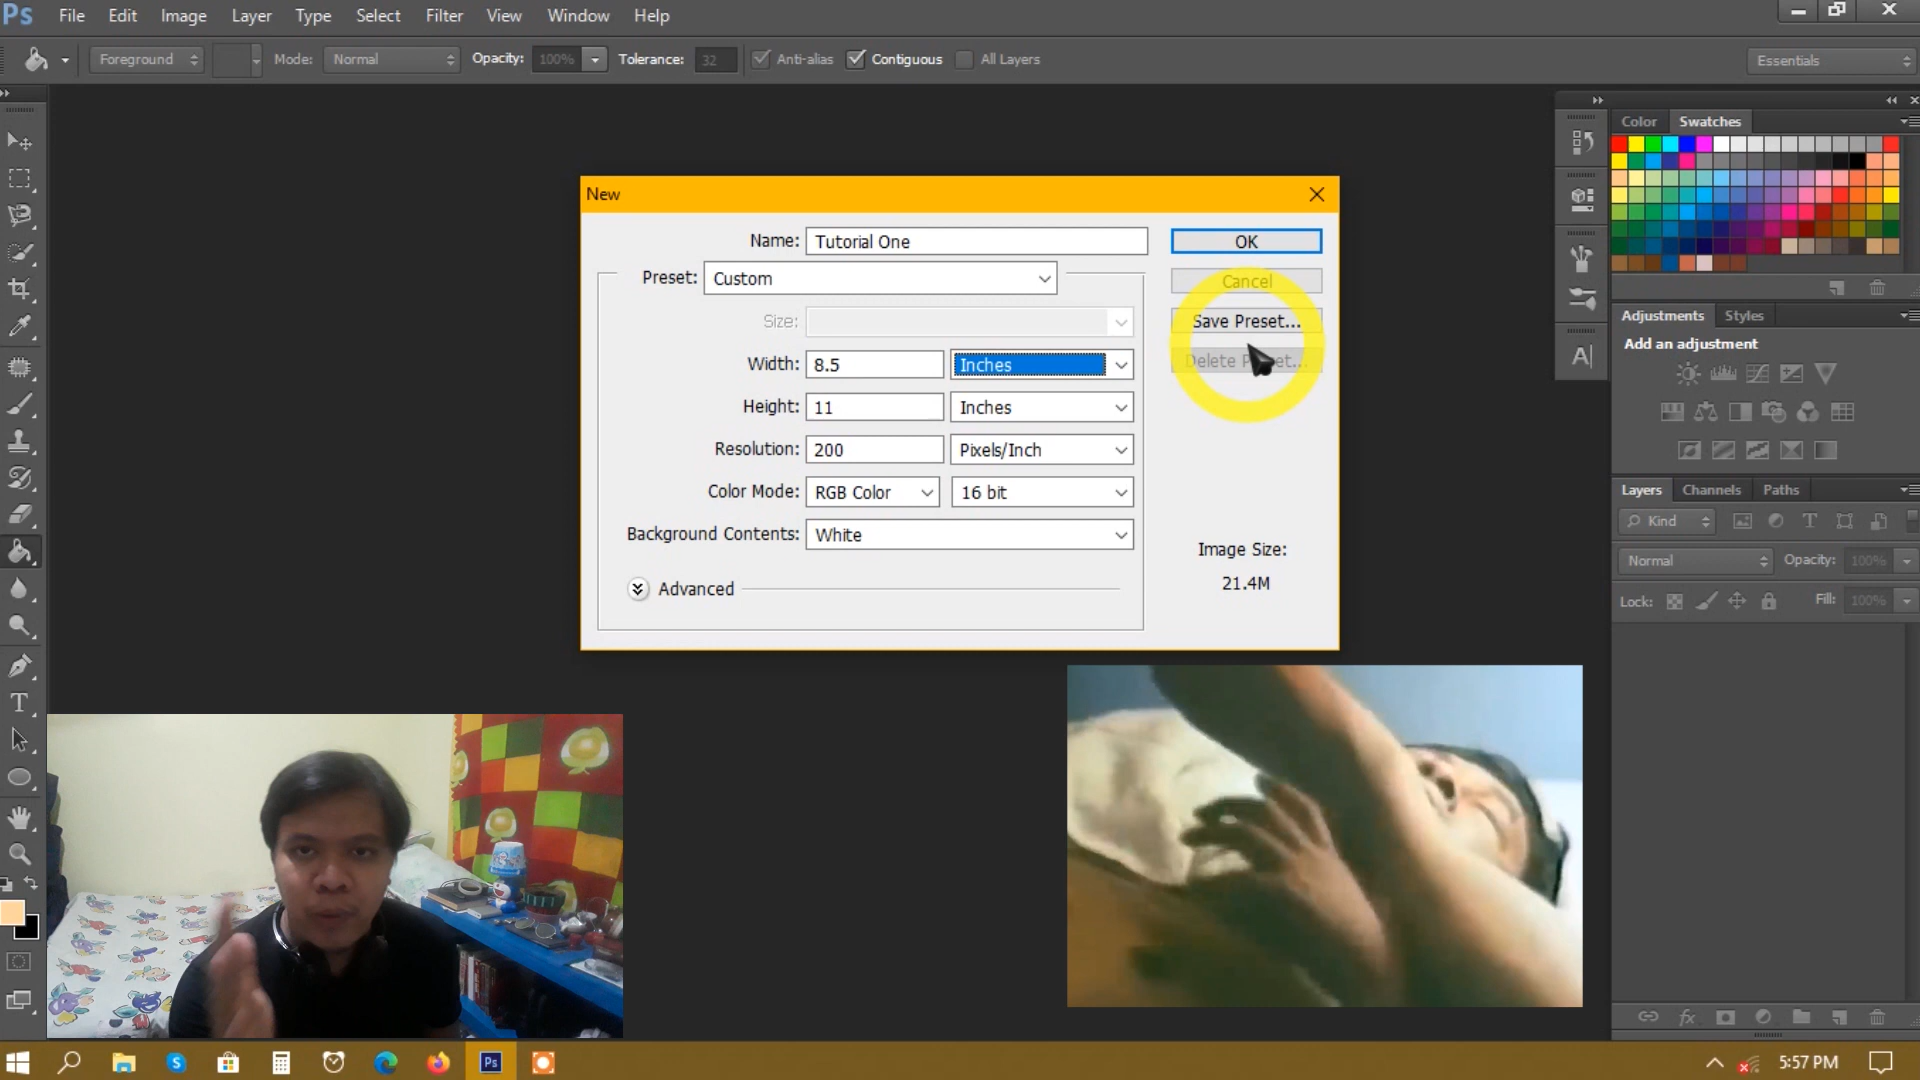 Ps File Edit Image Layer Type Select Filter View Window Help
Foreground Mode: Normal Opacity: 100% Tolerance: 32 Anti-alias Contiguous All Layers Essentials
Color Swatches
New
Name: Tutorial One OK
Preset: Custom Cancel
Size: Save Preset...
Width: 8.5 Inches Delete Preset...
Height: 11 Inches
Resolution: 200 Pixels/Inch
Color Mode: RGB Color 16 bit
Background Contents: White
Image Size:
21.4M
Advanced
Adjustments Styles
Add an adjustment
Layers Channels Paths
Kind
Normal Opacity: 100%
Lock: Fill: 100%
Ps 5:57 PM